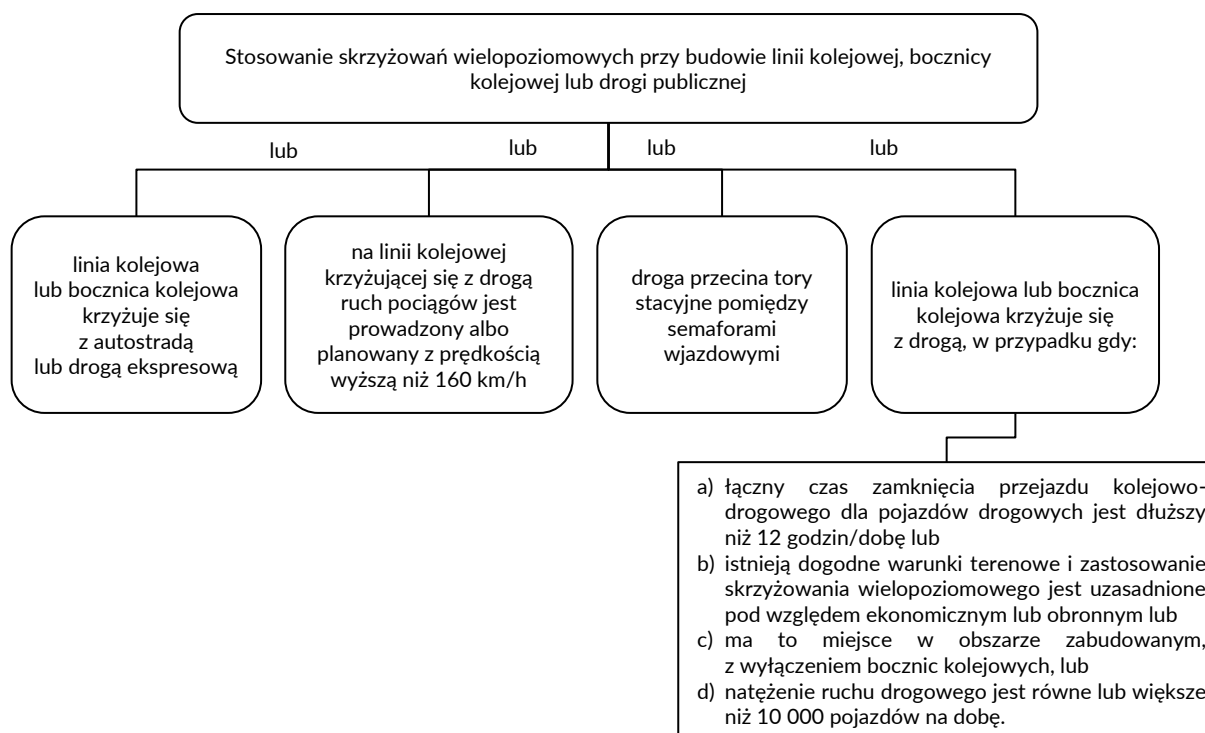 Stosowanie skrzyżowań wielopoziomowych przy budowie linii kolejowej, bocznicy
kolejowej lub drogi publicznej
lub
lub
lub
lub
linia kolejowa
lub bocznica kolejowa
krzyżuje się
z autostradą
lub drogą ekspresową
na linii kolejowej
krzyżującej się z drogą
ruch pociągów jest
prowadzony albo
planowany z prędkością
wyższą niż 160 km/h
droga przecina tory
stacyjne pomiędzy
semaforami
wjazdowymi
linia kolejowa lub bocznica
kolejowa krzyżuje się
z drogą, w przypadku gdy:
a) łączny czas zamknięcia przejazdu kolejowo-
drogowego dla pojazdów drogowych jest dłuższy
niż 12 godzin/dobę lub
b) istnieją dogodne warunki terenowe i zastosowanie
skrzyżowania wielopoziomowego jest uzasadnione
pod względem ekonomicznym lub obronnym lub
c) ma to miejsce w obszarze zabudowanym,
z wyłączeniem bocznic kolejowych, lub
d) natężenie ruchu drogowego jest równe lub większe
niż 10 000 pojazdów na dobę.